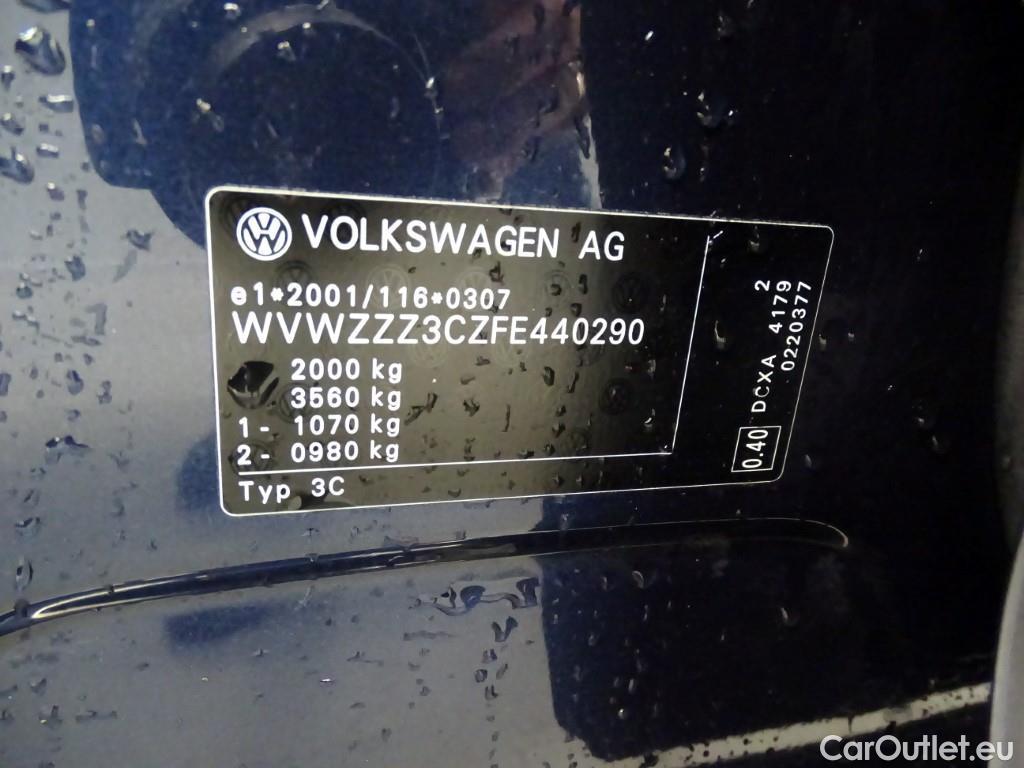 VOLKSWAGEN AG
e1*2001/116*0307
WVWZZZ3CZFE440290
2000 kg
3560 kg
1- 1070 kg
2- 0980 kg
Typ 3C
0.40 DCXA 4179 2
0220377
CarOutlet.eu